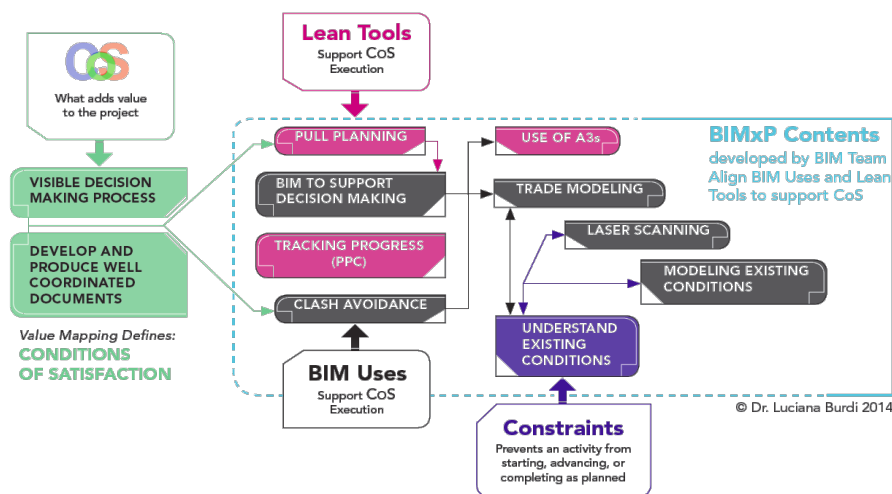 CoS
What adds value
to the project
Lean Tools
Support CoS
Execution
PULL PLANNING
USE OF A3s
BIMxP Contents
developed by BIM Team
Align BIM Uses and Lean
Tools to support CoS
VISIBLE DECISION
MAKING PROCESS
BIM TO SUPPORT
DECISION MAKING
TRADE MODELING
LASER SCANNING
DEVELOP AND
PRODUCE WELL
COORDINATED
DOCUMENTS
TRACKING PROGRESS
(PPC)
MODELING EXISTING
CONDITIONS
CLASH AVOIDANCE
UNDERSTAND
EXISTING
CONDITIONS
Value Mapping Defines:
CONDITIONS
OF SATISFACTION
BIM Uses
Support CoS
Execution
© Dr. Luciana Burdi 2014
Constraints
Prevents an activity from
starting, advancing, or
completing as planned